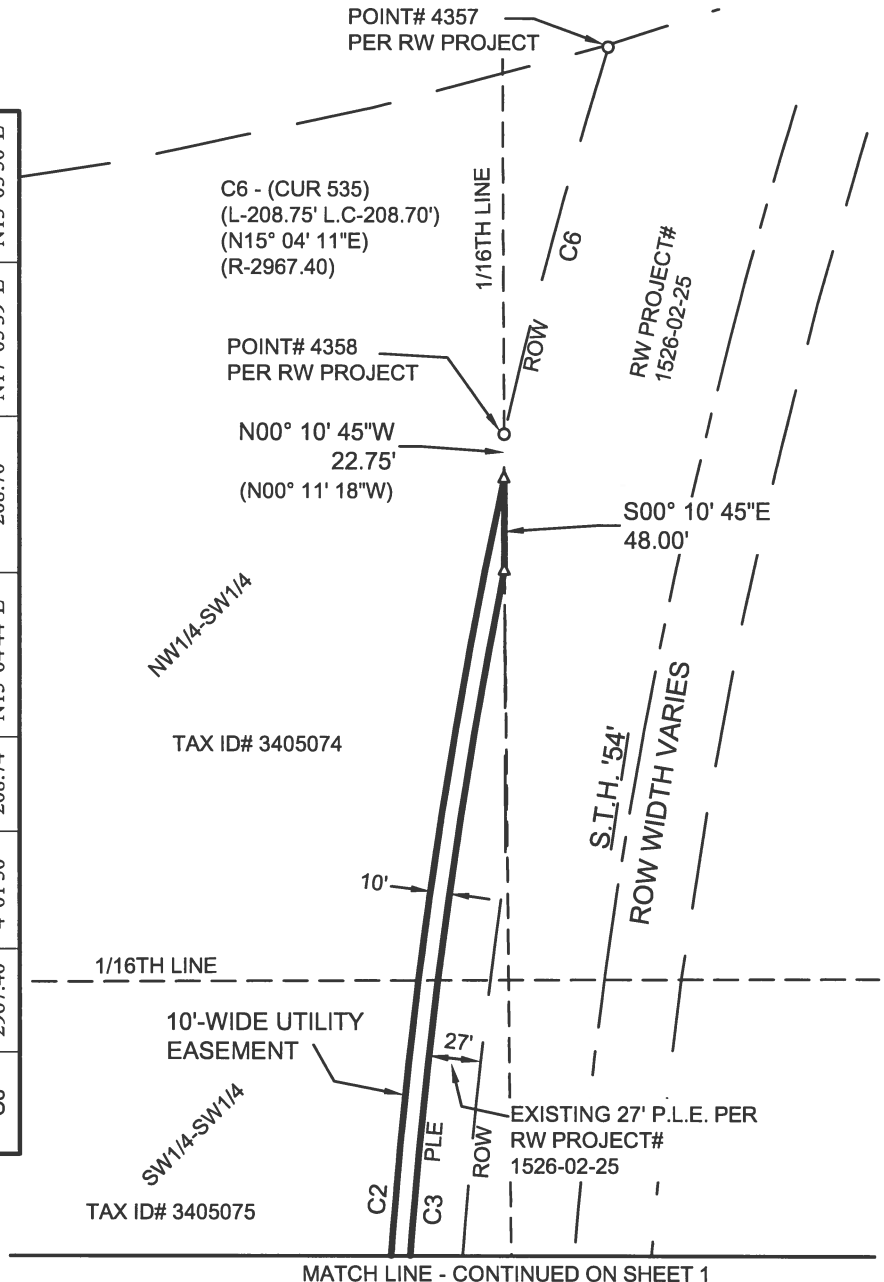 POINT# 4357
PER RW PROJECT
C6 - (CUR 535)
(L-208.75' L.C-208.70')
(N15° 04' 11"E)
(R-2967.40)
1/16TH LINE
C6
RW PROJECT#
1526-02-25
POINT# 4358
PER RW PROJECT
ROW
N00° 10' 45"W
22.75'
(N00° 11' 18"W)
S00° 10' 45"E
48.00'
NW1/4-SW1/4
TAX ID# 3405074
S.T.H. '54'
ROW WIDTH VARIES
10'
1/16TH LINE
10'-WIDE UTILITY
EASEMENT
27'
EXISTING 27' P.L.E. PER
RW PROJECT#
1526-02-25
SW1/4-SW1/4
PLE
ROW
C2
C3
TAX ID# 3405075
MATCH LINE - CONTINUED ON SHEET 1